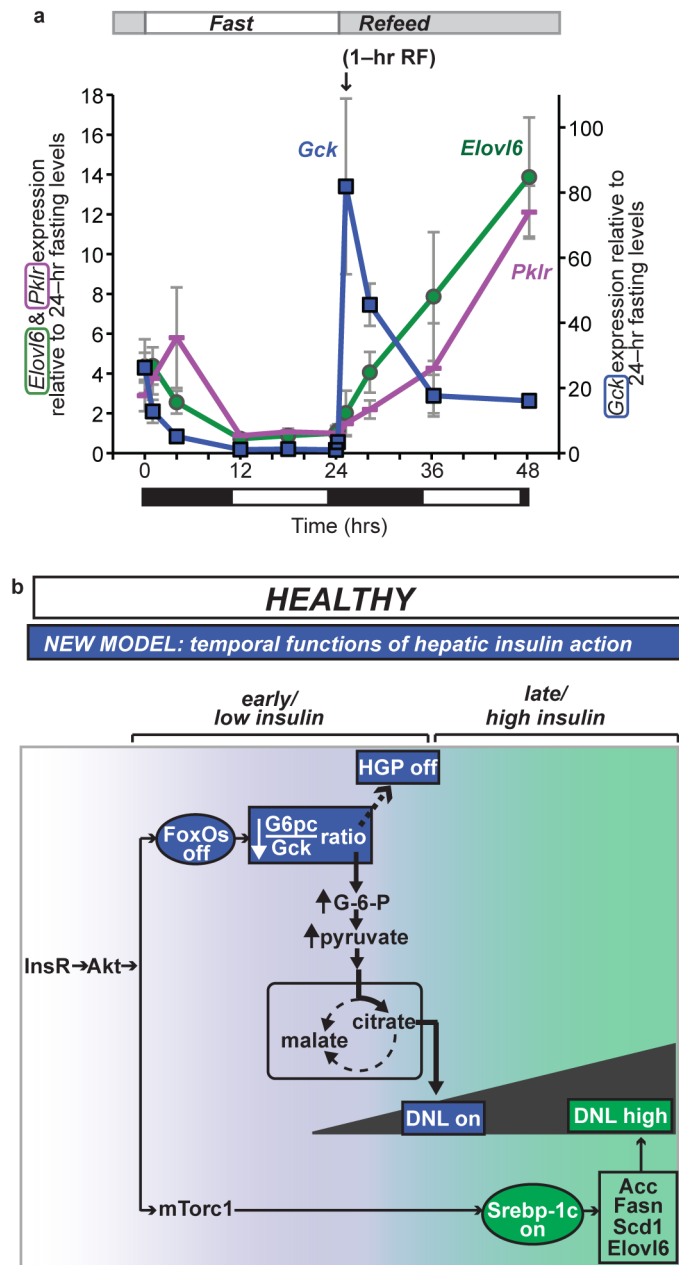 a
Fast
Refeed
(1–hr RF)
18
16
14
12
10
8
6
4
2
0
Elovl6 & Pklr expression
relative to 24–hr fasting levels
Gck
Elovl6
Pklr
100
80
60
40
20
0
Gck expression relative to
24–hr fasting levels
0 12 24 36 48
Time (hrs)
b
HEALTHY
NEW MODEL: temporal functions of hepatic insulin action
early/
low insulin
late/
high insulin
HGP off
FoxOs
off
G6pc
Gck
ratio
G-6-P
pyruvate
InsR
Akt
citrate
malate
DNL on
DNL high
mTorc1
Srebp-1c
on
Acc
Fasn
Scd1
Elovl6